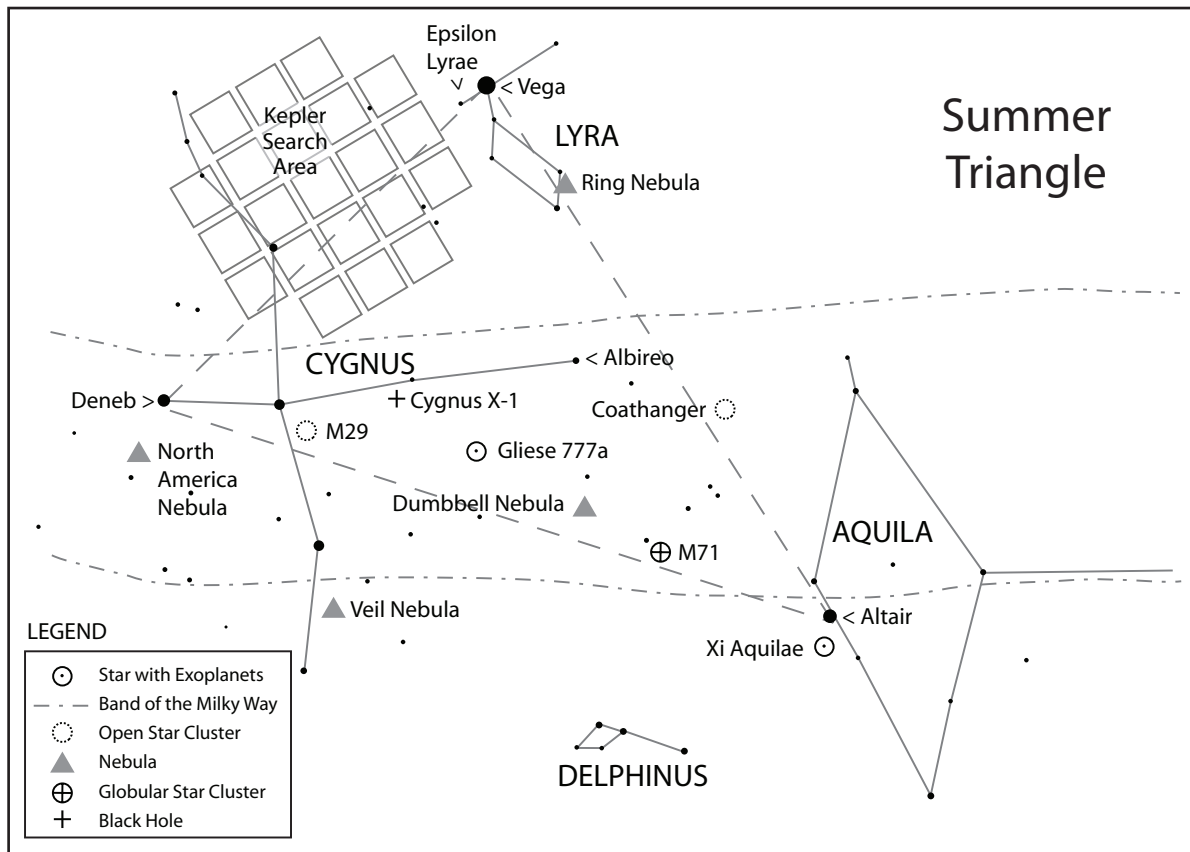 Summer
Triangle
Epsilon
Lyrae
< Vega
Kepler
Search
Area
LYRA
Ring Nebula
CYGNUS
< Albireo
Deneb >
Cygnus X-1
Coathanger
M29
North
America
Nebula
Gliese 777a
Dumbbell Nebula
AQUILA
M71
Veil Nebula
< Altair
Xi Aquilae
DELPHINUS
LEGEND
Star with Exoplanets
Band of the Milky Way
Open Star Cluster
Nebula
Globular Star Cluster
Black Hole